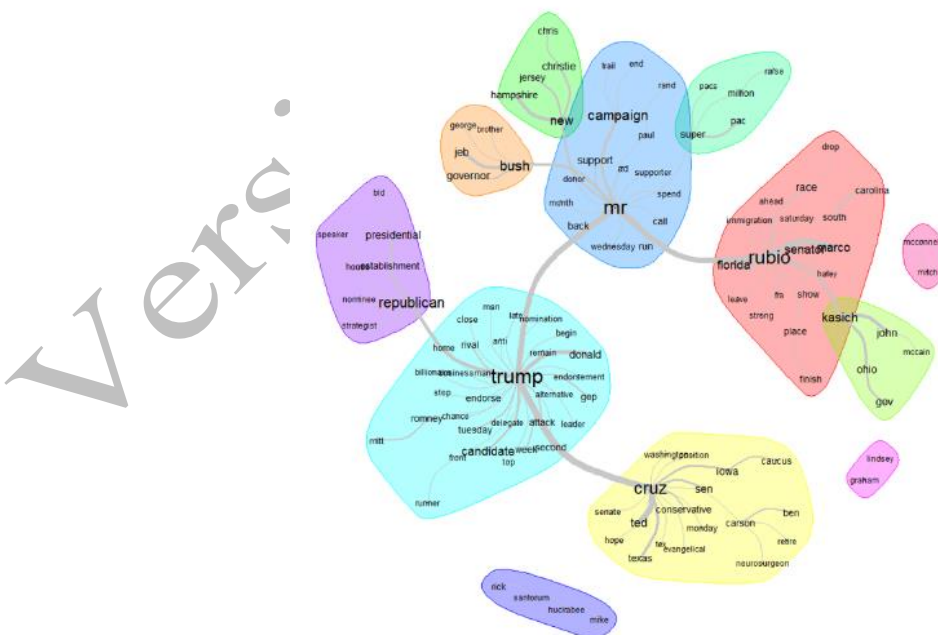 chris
christie
jersey
hampshire
new
trail
end
rand
campaign
paul
support
supporter
donor
spend
month
mr
call
back
wednesday run
raise
pacs
million
pac
super
george
brother
jeb
bush
governor
bid
speaker
presidential
house
establishment
nominee
republican
strategist
drop
race
carolina
ahead
immigration
saturday
south
senator
marco
rubio
florida
haley
leave
show
strong
place
kasich
finish
john
mccain
ohio
gov
mitch
lindsey
graham
man
close
late
nomination
anti
begin
home
rival
remain
donald
trump
businessman
endorsement
step
endorse
alternative
gop
romney
chance
delegate
attack
leader
tuesday
mitt
candidate
week
second
front
top
runner
washington
position
iowa
caucus
cruz
sen
senate
conservative
ted
carson
ben
monday
hope
tex
evangelical
retire
texas
neurosurgeon
rick
santorum
mike
Versi